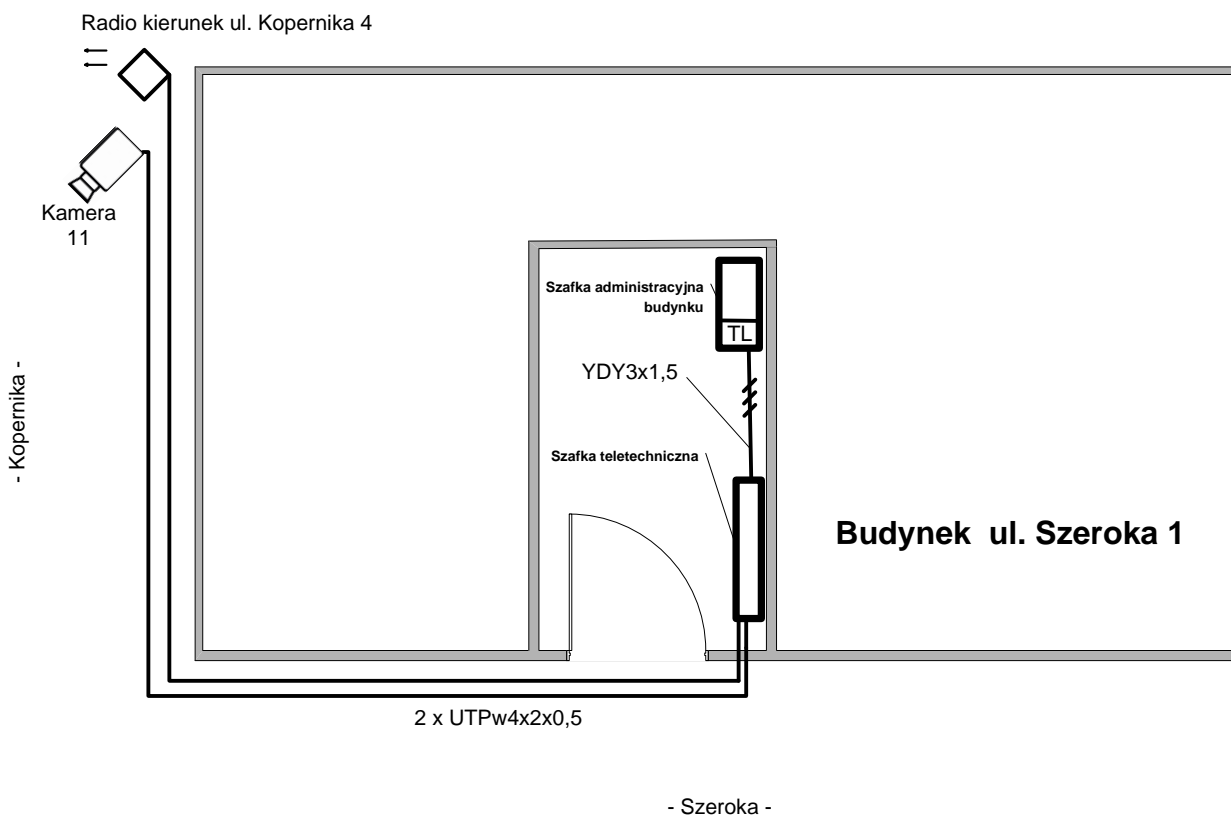 Radio kierunek ul. Kopernika 4
Kamera
11
Szafka administracyjna
budynku
TL
YDY3x1,5
- Kopernika -
Szafka teletechniczna
Budynek ul. Szeroka 1
2 x UTPw4x2x0,5
- Szeroka -